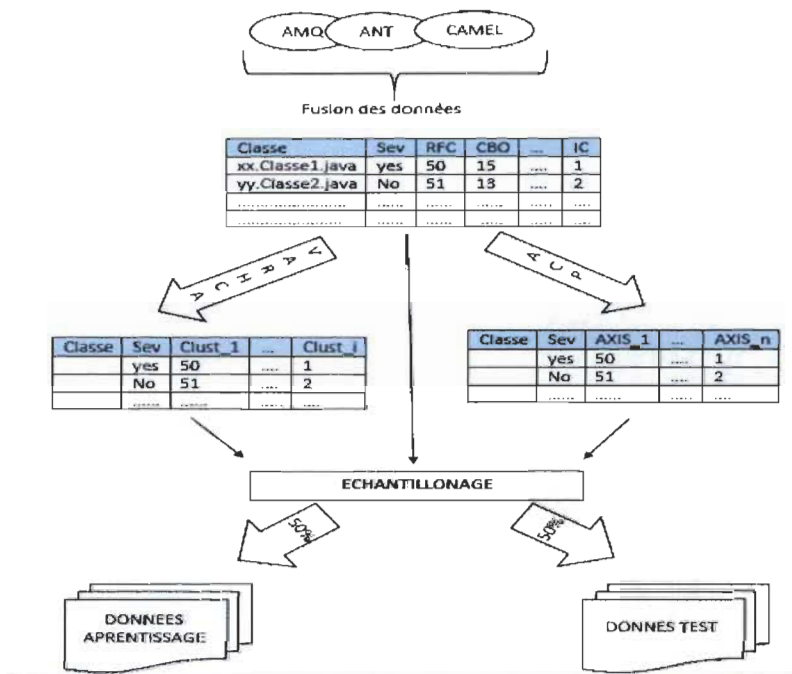 AMQ ANT CAMEL
Fusion des données
Classe Sev RFC CBO ... IC
xx.Classe1.java yes 50 15 .... 1
yy.Classe2.java No 51 13 .... 2
...................... ...... ...... ...... ......
...................... ...... ...... ...... ......
VARHCA
ACP
Classe Sev Clust_1 ... Clust_i
yes 50 .... 1
No 51 .... 2
...... ....... ..... ......
Classe Sev AXIS_1 ... AXIS_n
yes 50 ..... 1
No 51 ..... 2
...... ...... ..... .....
ECHANTILLONAGE
50%
50%
DONNEES
APRENTISSAGE
DONNES TEST